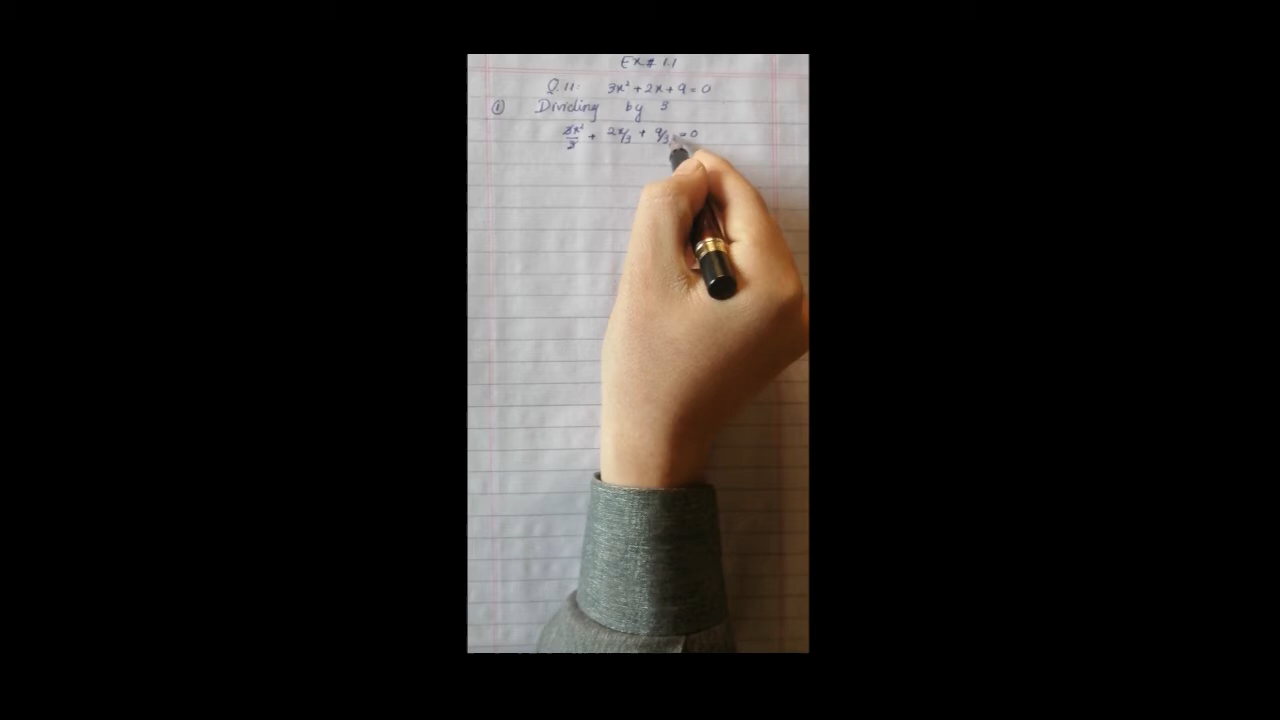 Ex# 1.1
Q.11: 3x² + 2x + 9 = 0
① Dividing by 3
3x²/3 + 2x/3 + 9/3 = 0